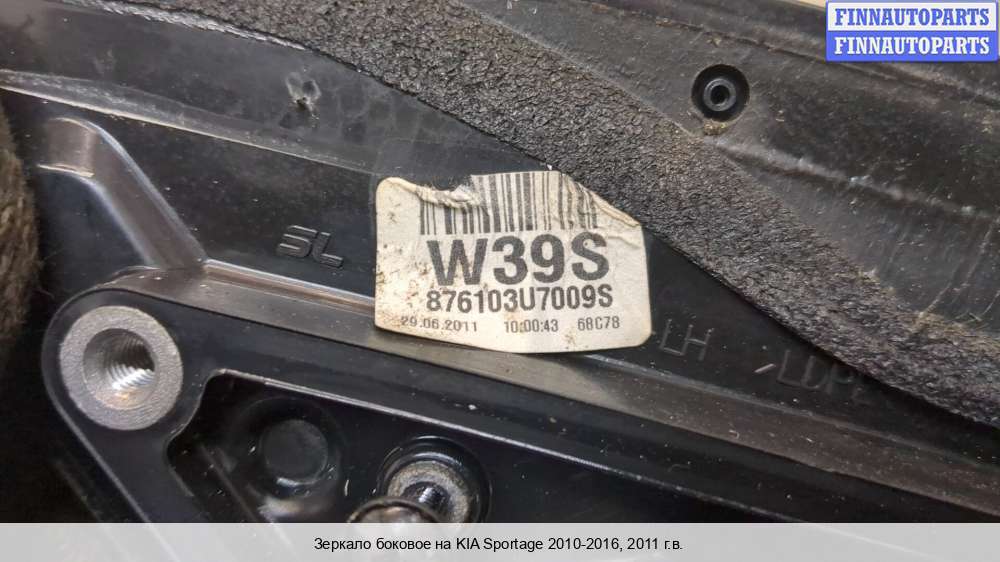 FINNAUTOPARTS
FINNAUTOPARTS
SL
W39S
876103U7009S
29.06.2011 10:00:43 68C78
LH
Зеркало боковое на KIA Sportage 2010-2016, 2011 г.в.